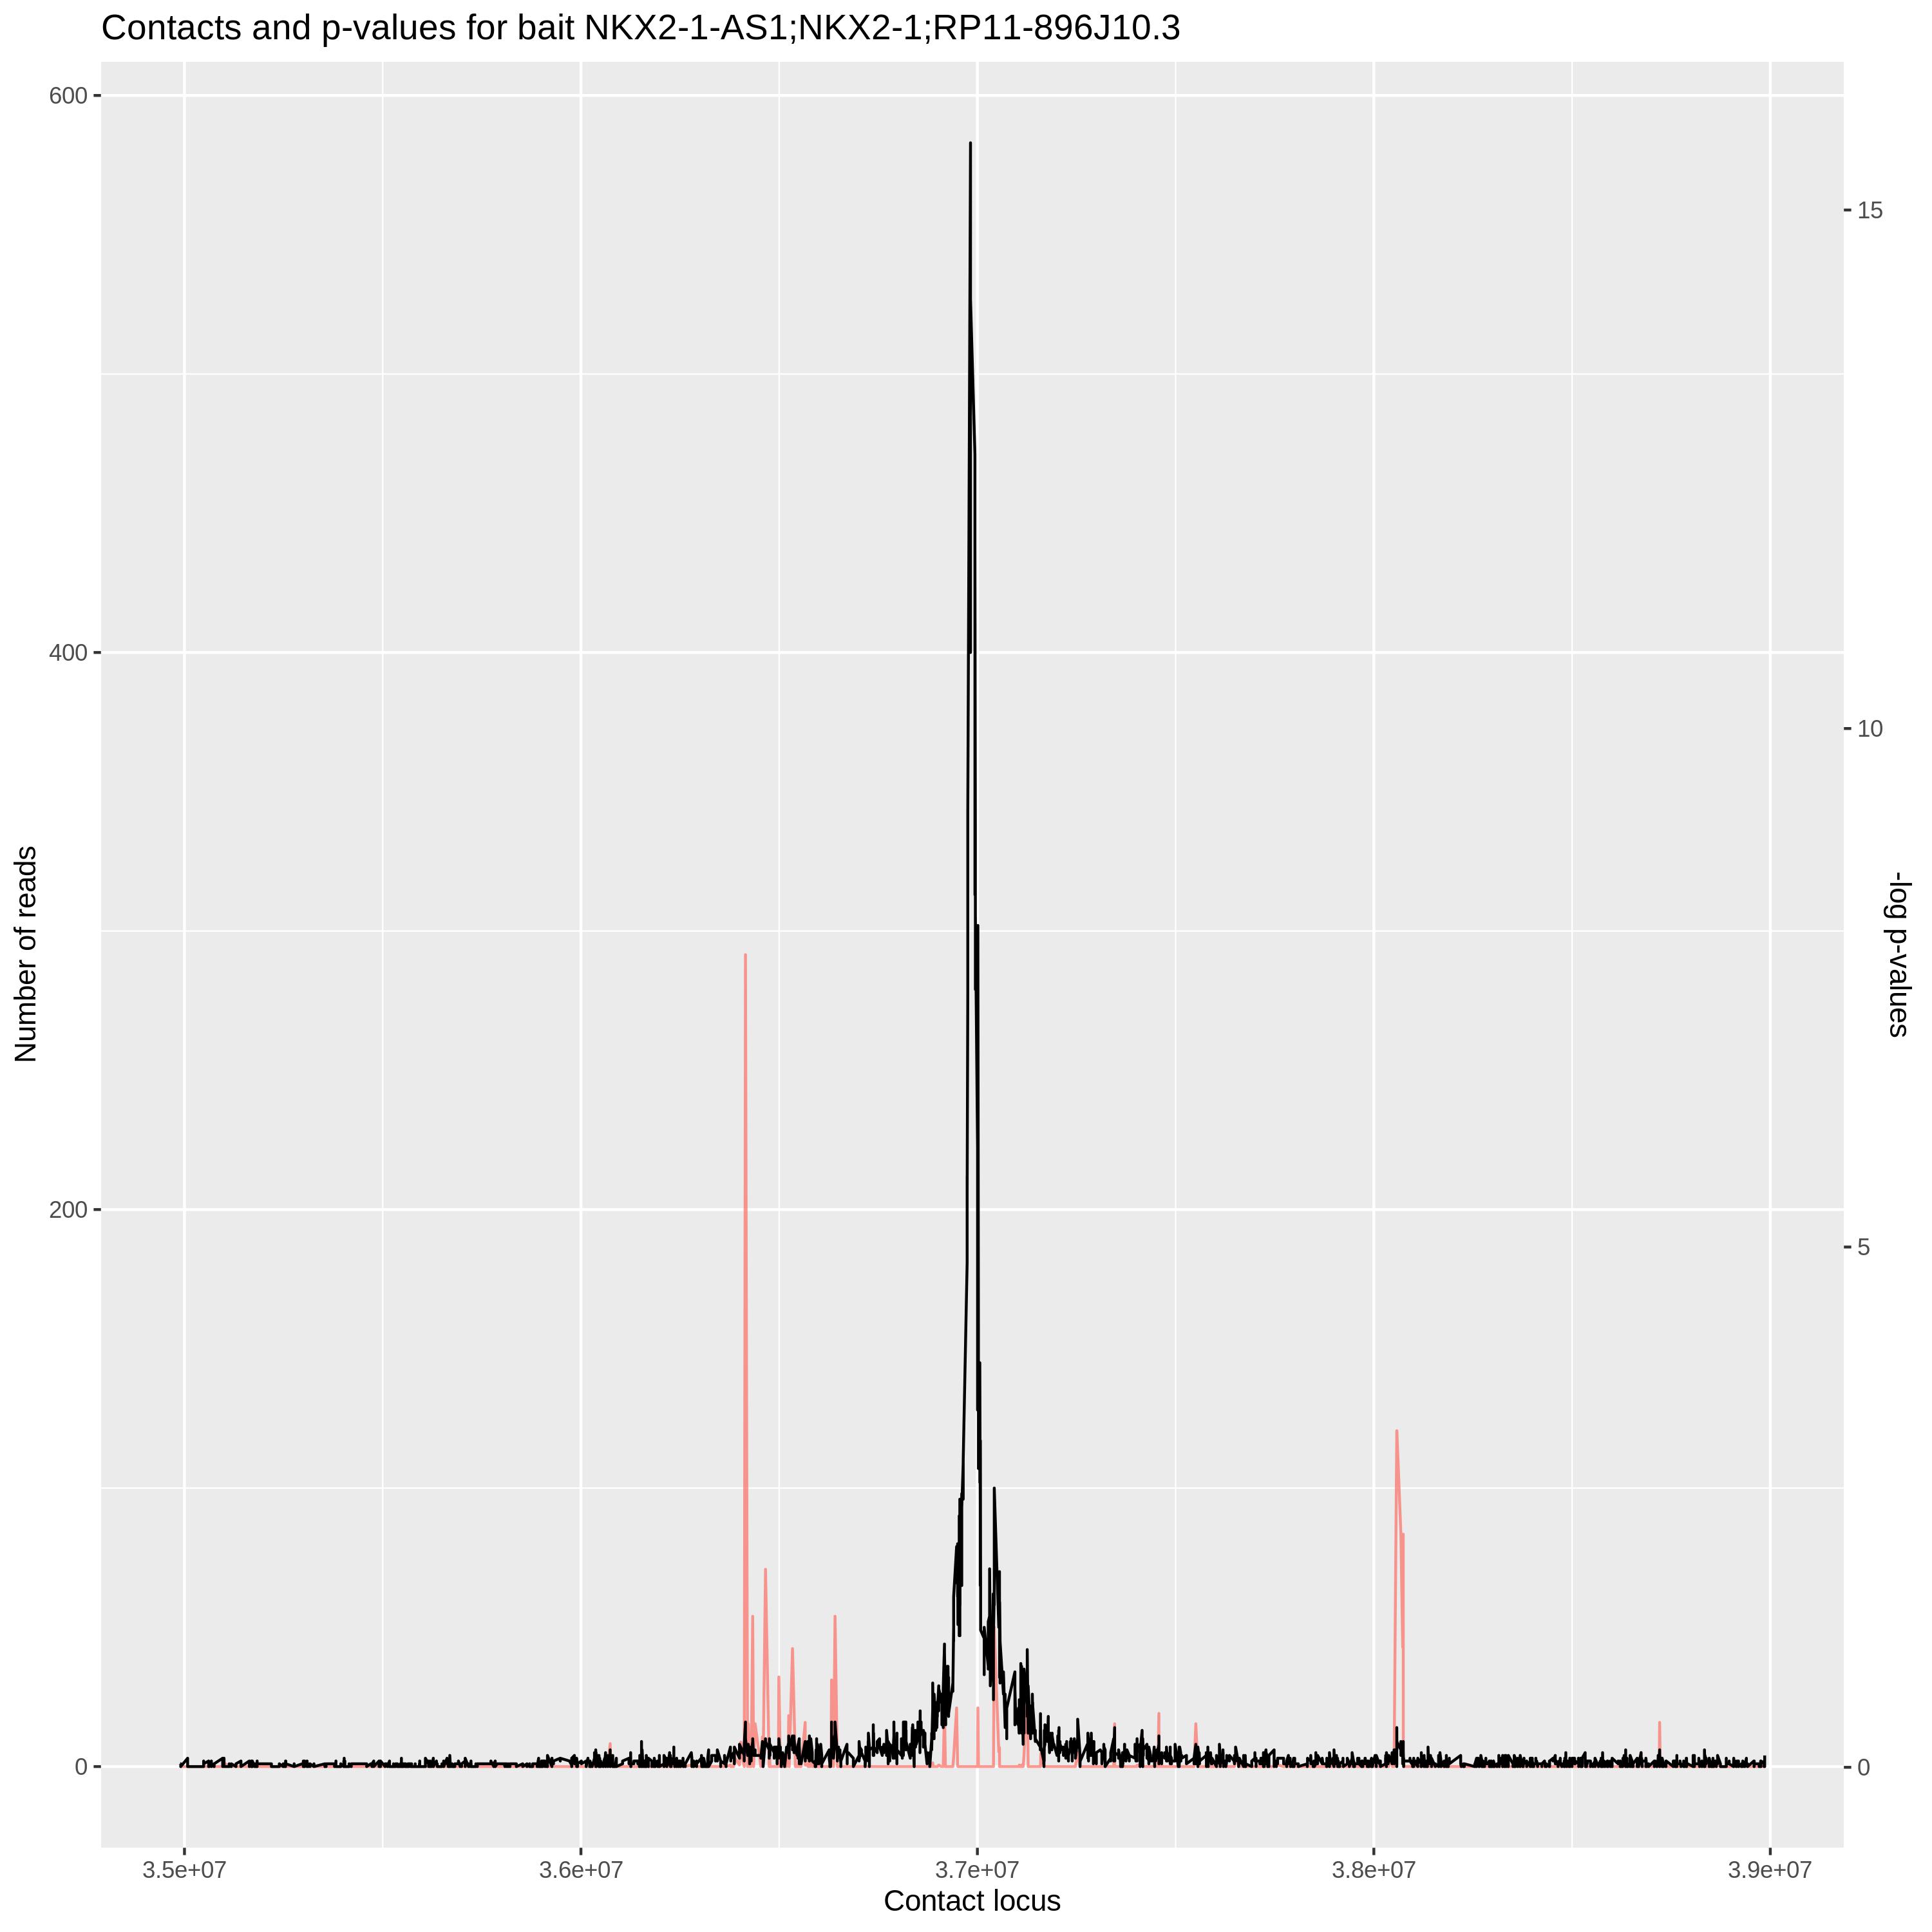 Contacts and p-values for bait NKX2-1-AS1;NKX2-1;RP11-896J10.3
600
400
200
0
Number of reads
15
10
5
0
-log p-values
3.5e+07
3.6e+07
3.7e+07
3.8e+07
3.9e+07
Contact locus